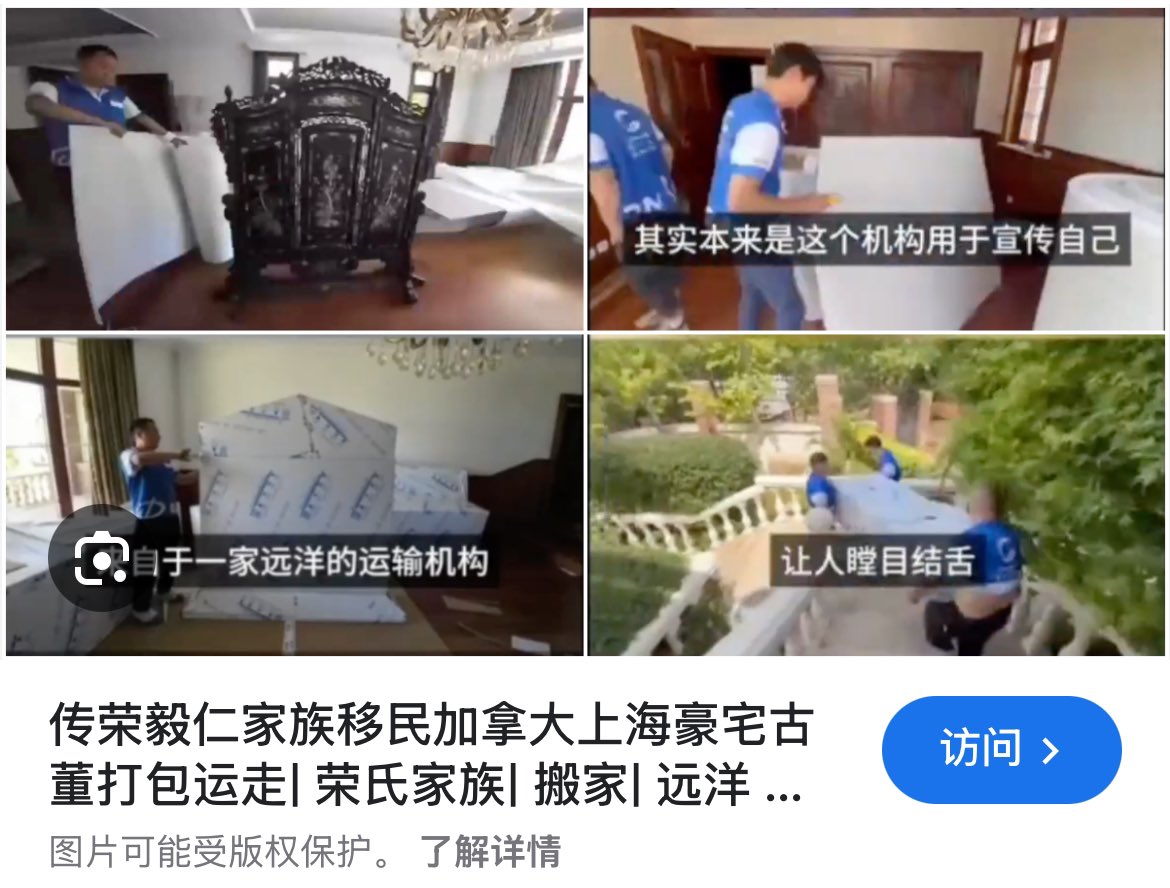 其实本来是这个机构用于宣传自己
自于一家远洋的运输机构
让人瞠目结舌
传荣毅仁家族移民加拿大上海豪宅古
董打包运走| 荣氏家族| 搬家| 远洋 ...
访问
图片可能受版权保护。 了解详情